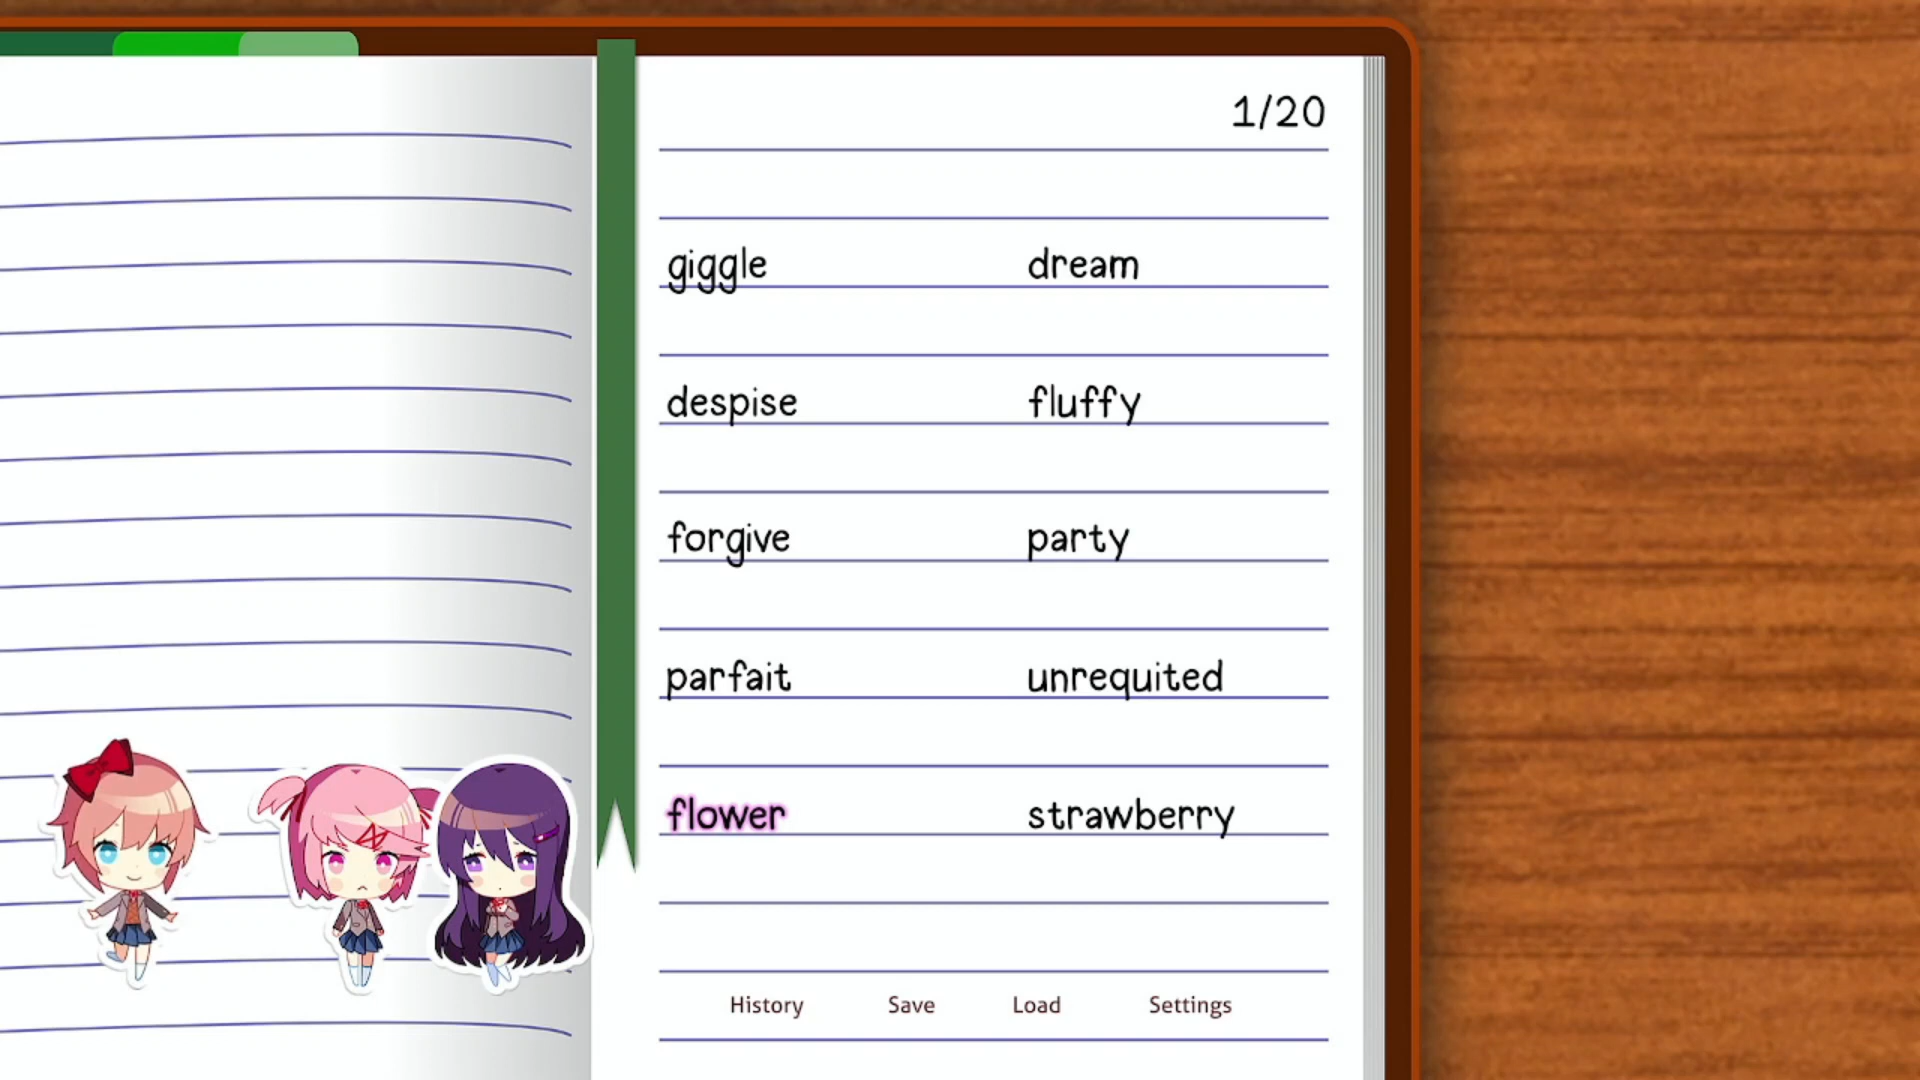 1/20
giggle dream
despise fluffy
forgive party
parfait unrequited
flower strawberry
History Save Load Settings